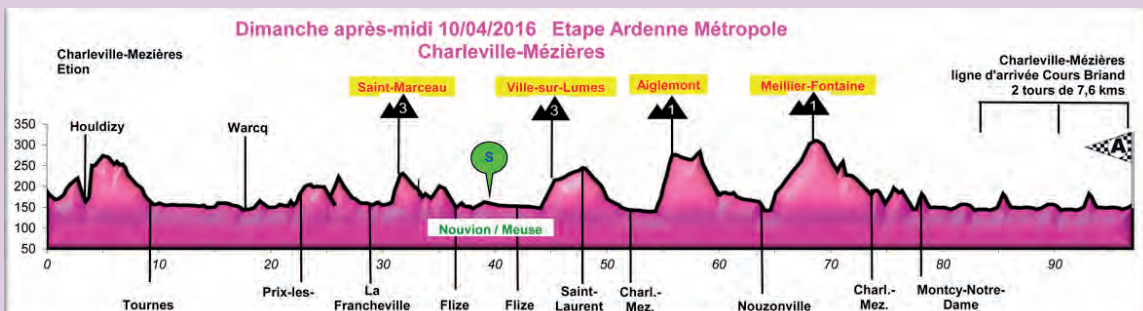 Dimanche après-midi 10/04/2016 Etape Ardenne Métropole
Charleville-Mézières
Charleville-Mezières
Etion
Charleville-Mézières
ligne d'arrivée Cours Briand
2 tours de 7,6 kms
Saint-Marceau
Ville-sur-Lumes
Aiglemont
Meillier-Fontaine
3
3
1
1
Houldizy
Warcq
S
A
350
300
250
200
150
100
50
Nouvion / Meuse
0
10
20
30
40
50
60
70
80
90
Tournes
Prix-les-
La
Francheville
Flize
Flize
Saint-
Laurent
Charl.-
Mez.
Nouzonville
Charl.-
Mez.
Montcy-Notre-
Dame